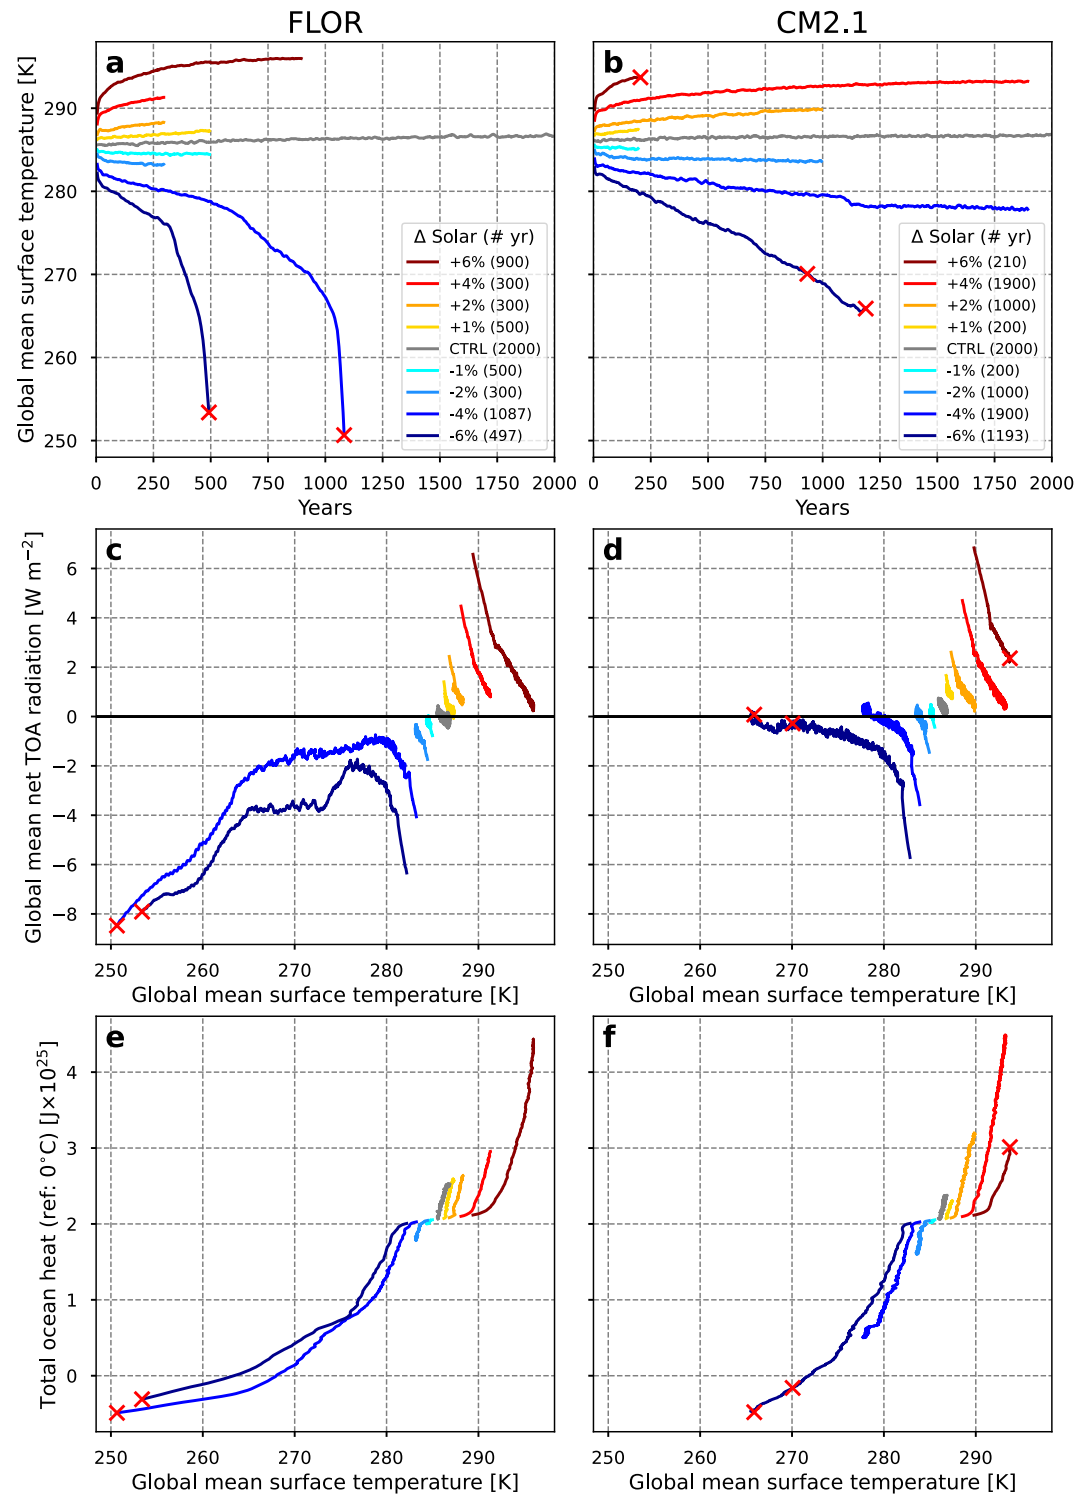 FLOR
CM2.1
Global mean surface temperature [K]
a
290
280
270
260
250
Δ Solar (# yr)
+6% (900)
+4% (300)
+2% (300)
+1% (500)
CTRL (2000)
-1% (500)
-2% (300)
-4% (1087)
-6% (497)
0 250 500 750 1000 1250 1500 1750 2000
Years
b
Δ Solar (# yr)
+6% (210)
+4% (1900)
+2% (1000)
+1% (200)
CTRL (2000)
-1% (200)
-2% (1000)
-4% (1900)
-6% (1193)
0 250 500 750 1000 1250 1500 1750 2000
Years
Global mean net TOA radiation [W m⁻²]
c
6
4
2
0
−2
−4
−6
−8
250 260 270 280 290
Global mean surface temperature [K]
d
250 260 270 280 290
Global mean surface temperature [K]
Total ocean heat (ref: 0°C) [J×10²⁵]
e
4
3
2
1
0
250 260 270 280 290
Global mean surface temperature [K]
f
250 260 270 280 290
Global mean surface temperature [K]